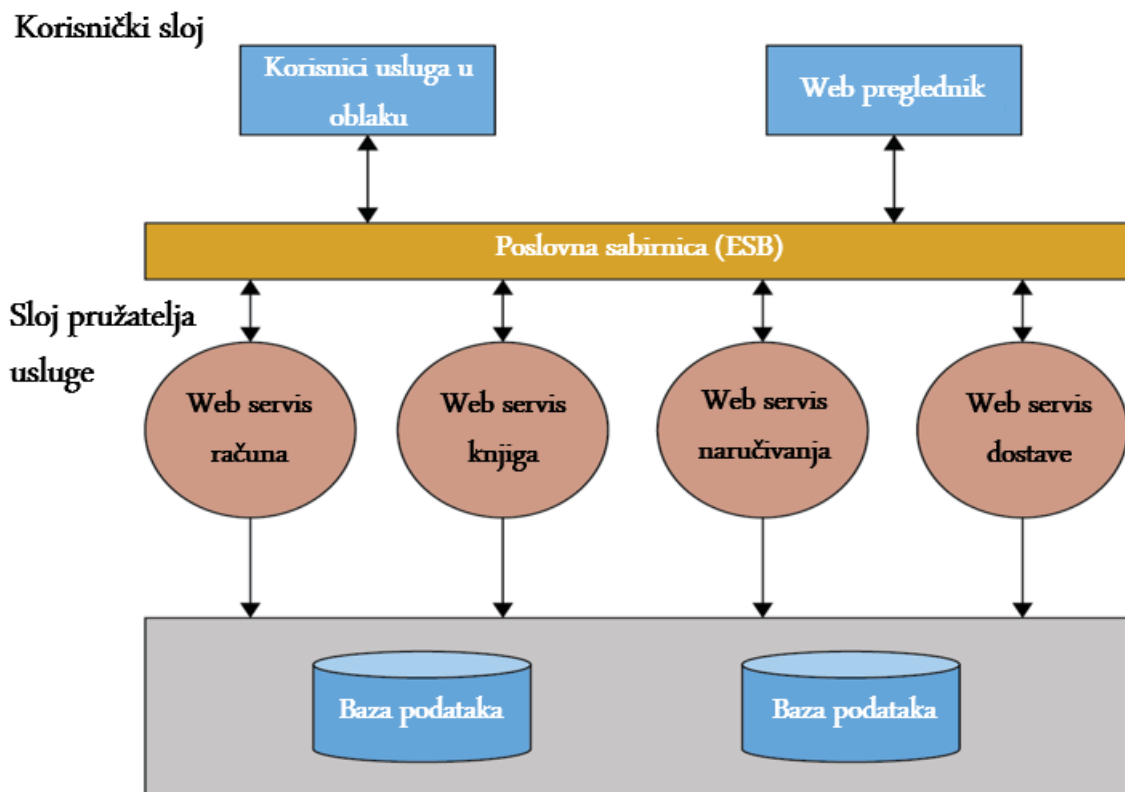 Korisnički sloj
Korisnici usluga u
oblaku
Web preglednik
Poslovna sabirnica (ESB)
Sloj pružatelja
usluge
Web servis
računa
Web servis
knjiga
Web servis
naručivanja
Web servis
dostave
Baza podataka
Baza podataka